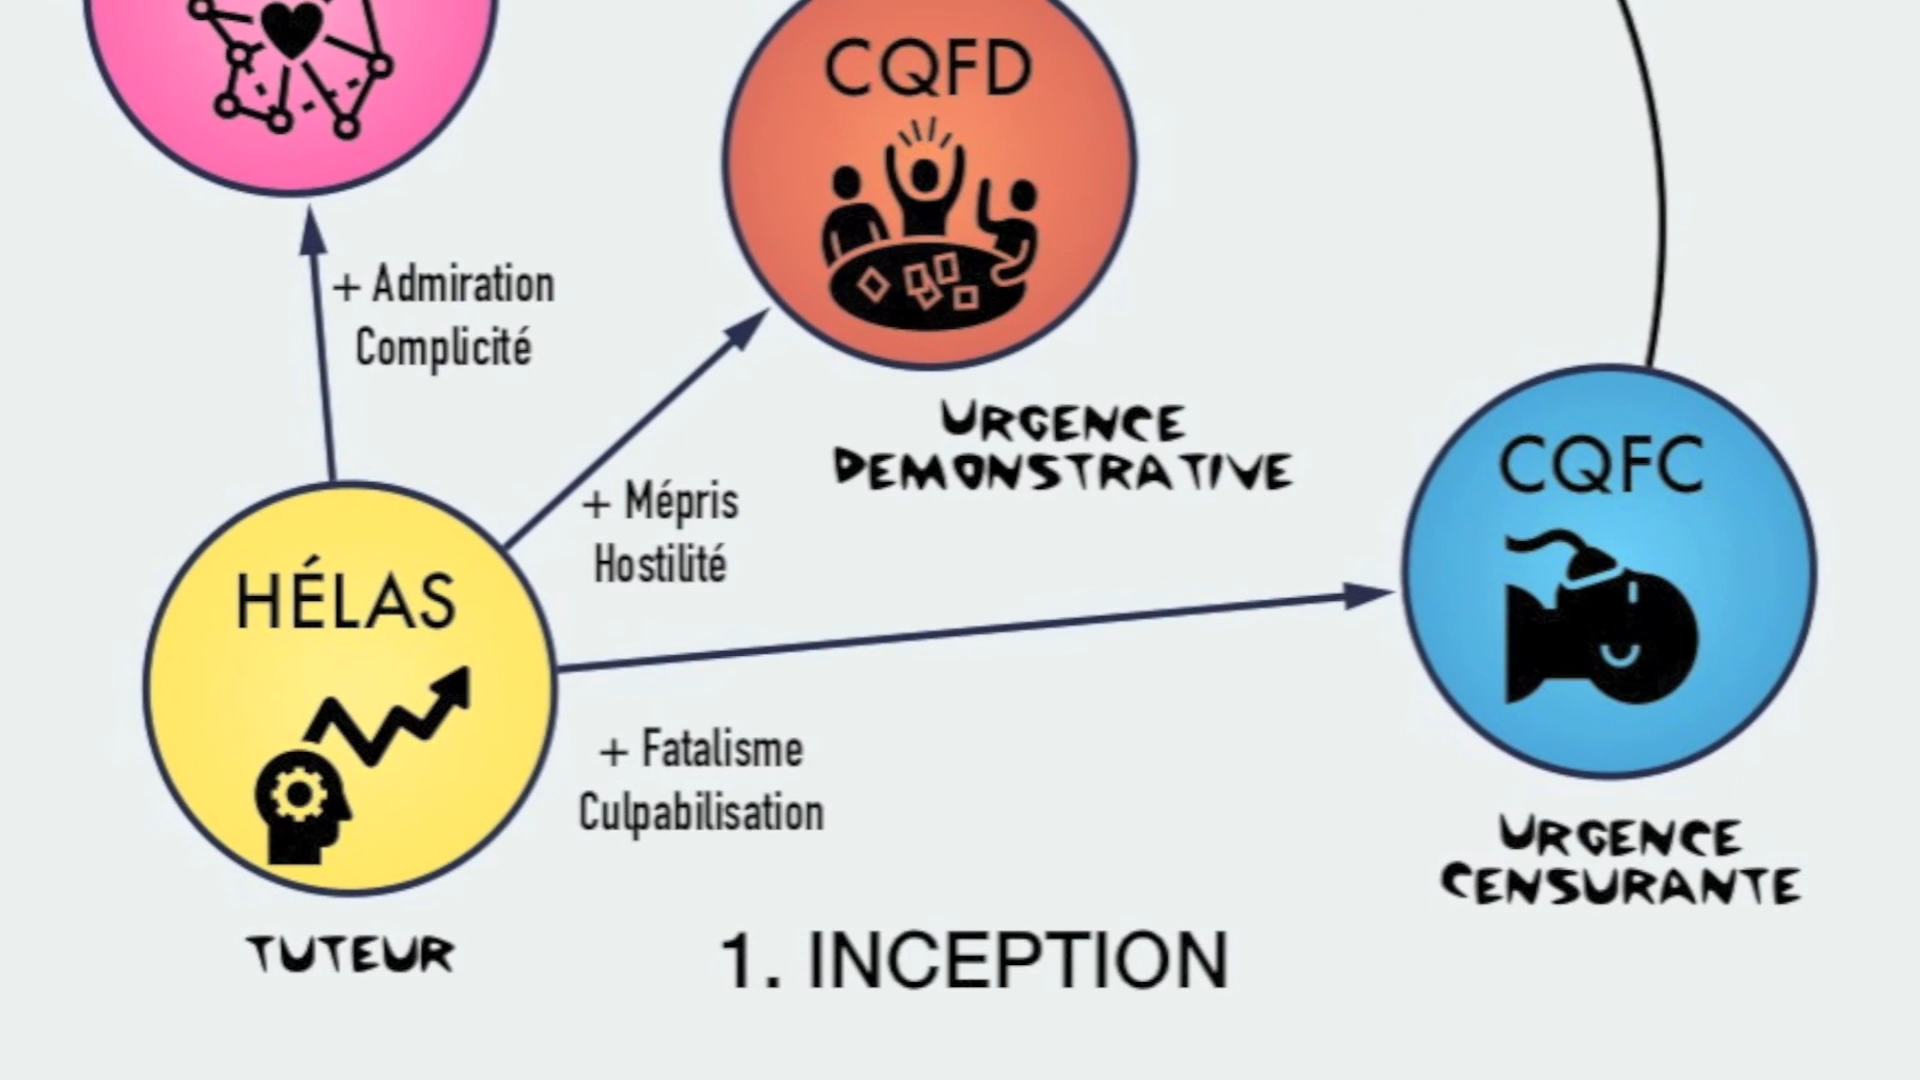 CQFD
+ Admiration
Complicité
URGENCE
DEMONSTRATIVE
CQFC
+ Mépris
Hostilité
HÉLAS
+ Fatalisme
Culpabilisation
URGENCE
CENSURANTE
TUTEUR
1. INCEPTION